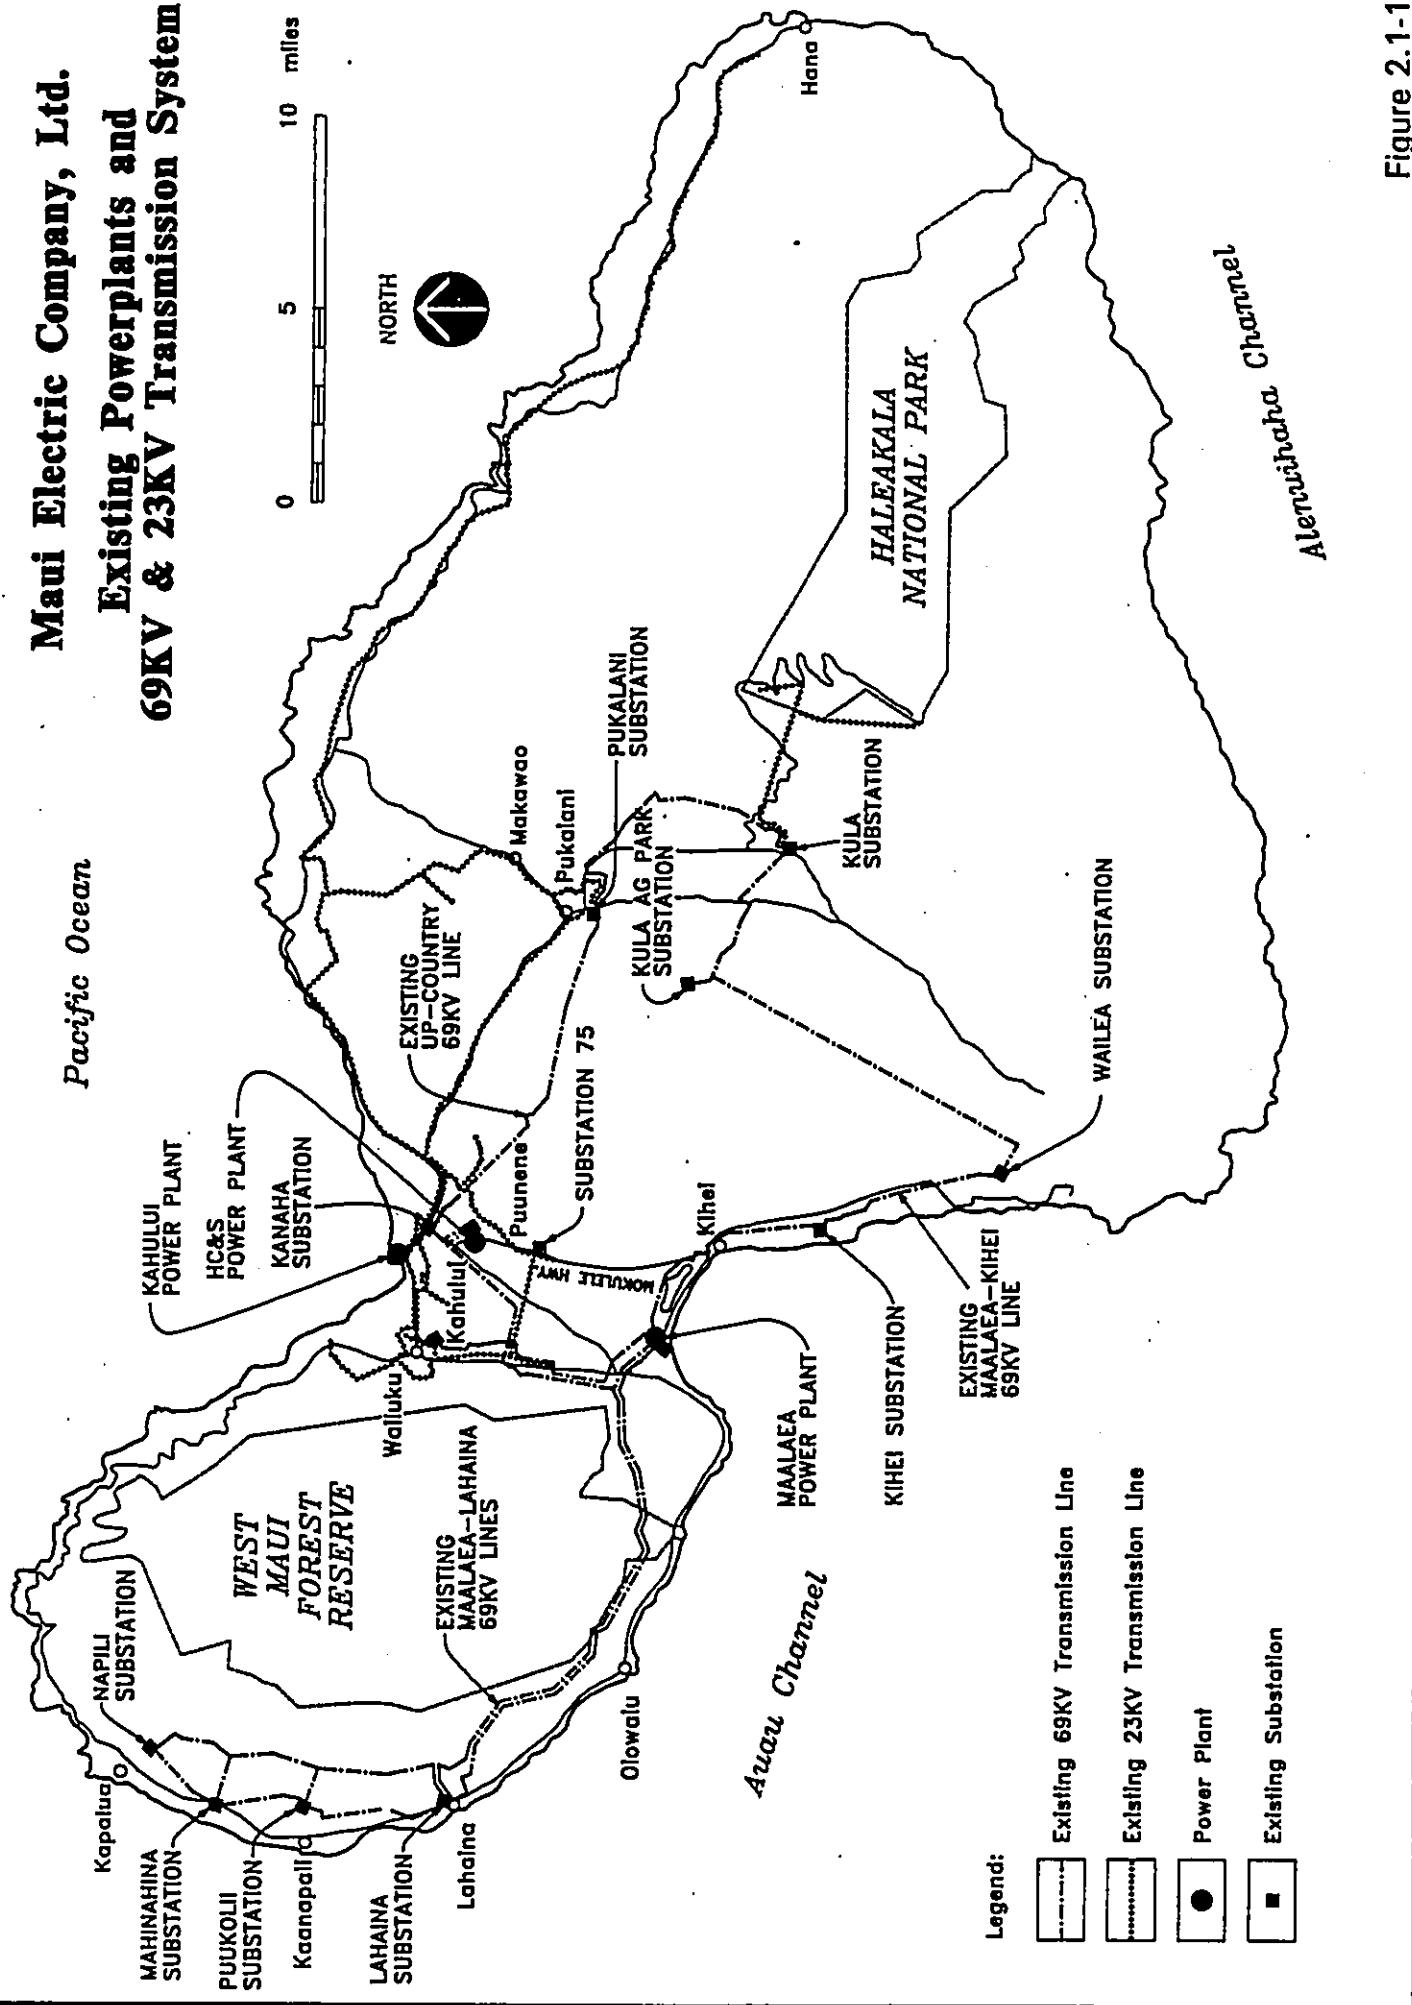 Maui Electric Company, Ltd.
Existing Powerplants and
69KV & 23KV Transmission System
0 5 10 miles
NORTH
Pacific Ocean
KAHULUI
POWER PLANT
HC&S
POWER PLANT
KANAHA
SUBSTATION
NAPILI
SUBSTATION
Kapalua
MAHINAHINA
SUBSTATION
PUUKOLII
SUBSTATION
Kaanapali
LAHAINA
SUBSTATION
Lahaina
WEST
MAUI
FOREST
RESERVE
EXISTING
MAALAEA-LAHAINA
69KV LINES
Wailuku
Kahului
Puunene
EXISTING
UP-COUNTRY
69KV LINE
SUBSTATION 75
MOKULELE HWY.
Makawao
Pukalani
PUKALANI
SUBSTATION
KULA AG PARK
SUBSTATION
KULA
SUBSTATION
HALEAKALA
NATIONAL PARK
Hana
Olowalu
Kihei
MAALAEA
POWER PLANT
KIHEI SUBSTATION
EXISTING
MAALAEA-KIHEI
69KV LINE
WAILEA SUBSTATION
Auau Channel
Alenuihaha Channel
Legend:
Existing 69KV Transmission Line
Existing 23KV Transmission Line
Power Plant
Existing Substation
Figure 2.1-1